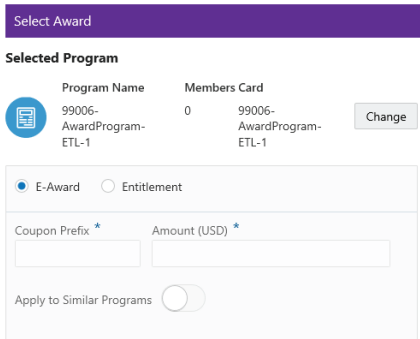 Select Award
Selected Program
Program Name Members Card
99006- 0 99006- Change
AwardProgram- AwardProgram-
ETL-1 ETL-1
E-Award Entitlement
Coupon Prefix * Amount (USD) *
Apply to Similar Programs